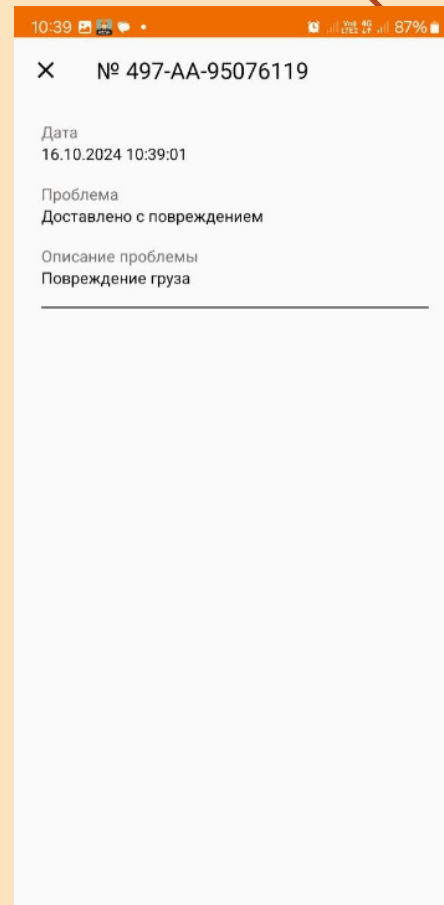 10:39
87%
№ 497-AA-95076119
Дата
16.10.2024 10:39:01
Проблема
Доставлено с повреждением
Описание проблемы
Повреждение груза